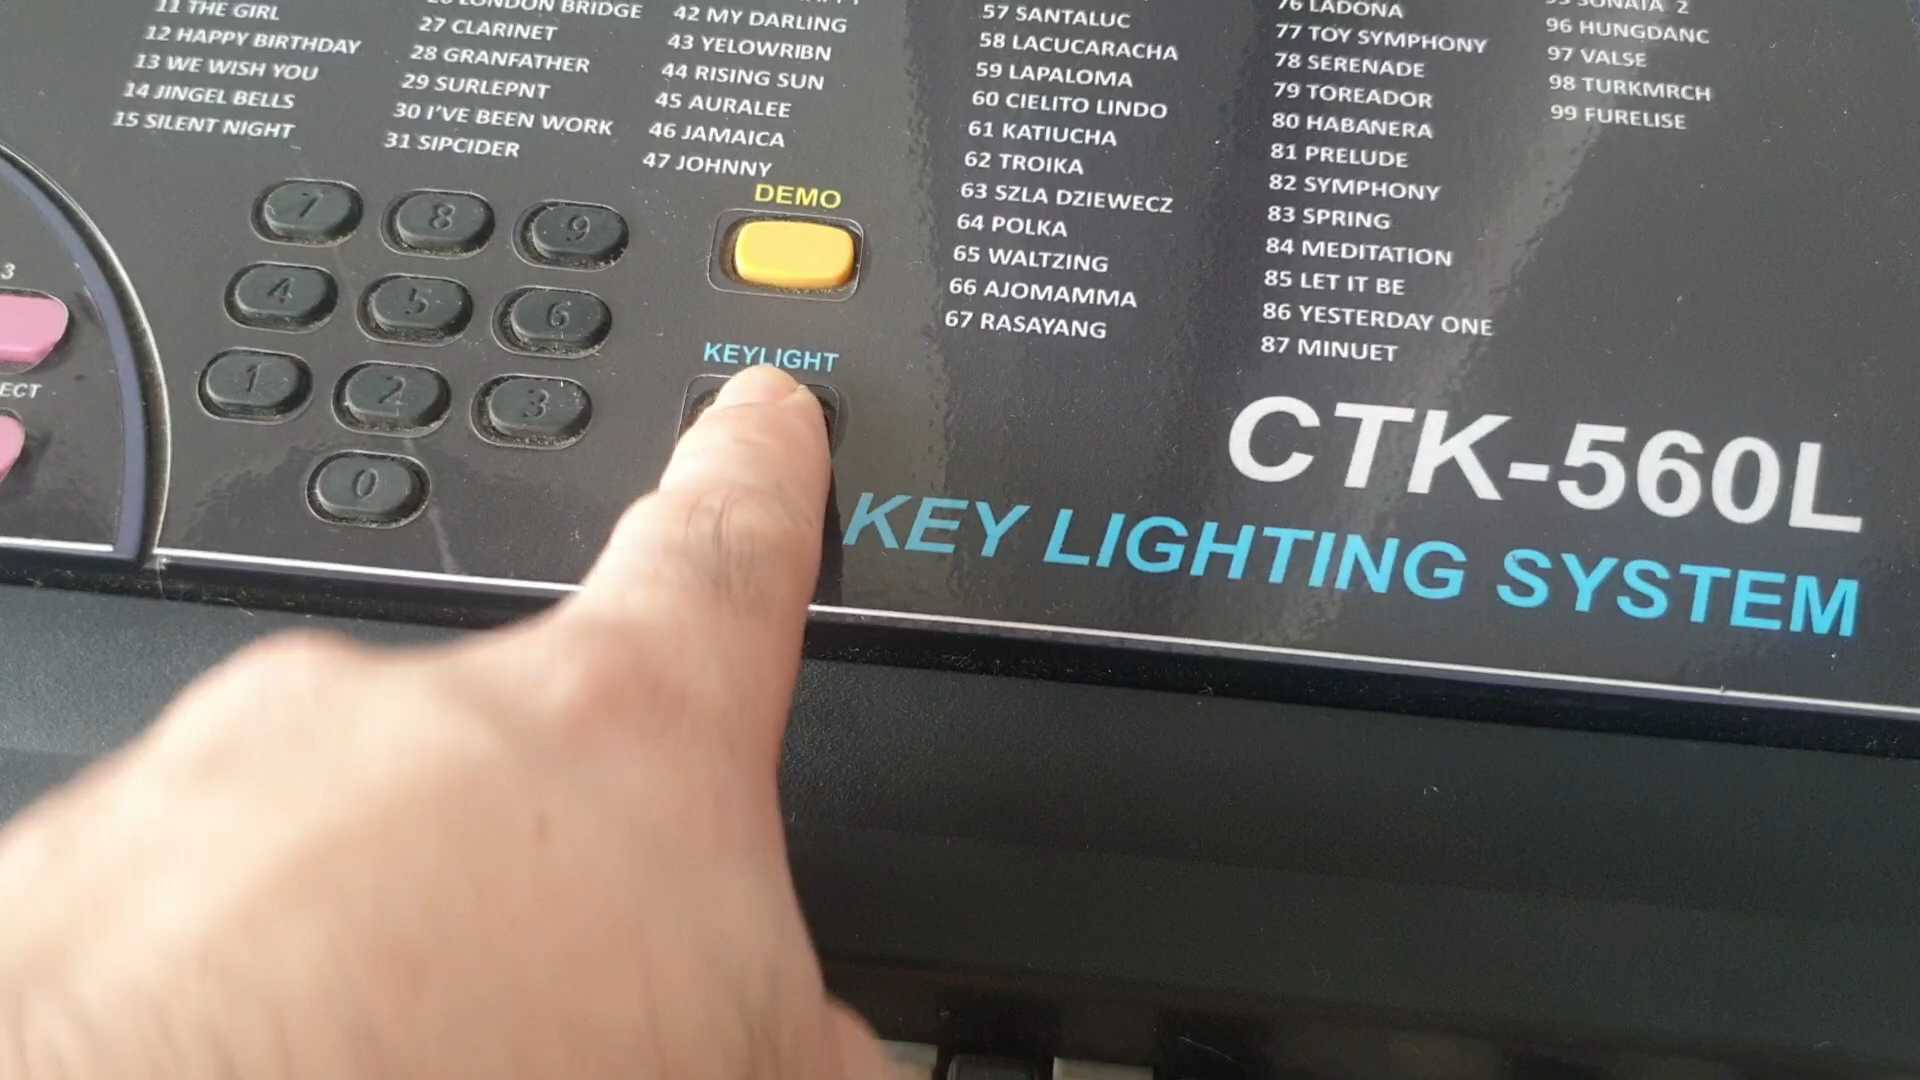 11 THE GIRL
12 HAPPY BIRTHDAY
13 WE WISH YOU
14 JINGEL BELLS
15 SILENT NIGHT
LONDON BRIDGE
27 CLARINET
28 GRANFATHER
29 SURLEPNT
30 I'VE BEEN WORK
31 SIPCIDER
42 MY DARLING
43 YELOWRIBN
44 RISING SUN
45 AURALEE
46 JAMAICA
47 JOHNNY
57 SANTALUC
58 LACUCARACHA
59 LAPALOMA
60 CIELITO LINDO
61 KATIUCHA
62 TROIKA
63 SZLA DZIEWECZ
64 POLKA
65 WALTZING
66 AJOMAMMA
67 RASAYANG
76 LADONA
77 TOY SYMPHONY
78 SERENADE
79 TOREADOR
80 HABANERA
81 PRELUDE
82 SYMPHONY
83 SPRING
84 MEDITATION
85 LET IT BE
86 YESTERDAY ONE
87 MINUET
SONATA 2
96 HUNGDANC
97 VALSE
98 TURKMRCH
99 FURELISE
DEMO
7 8 9
3
4 5 6
KEYLIGHT
1 2 3
ECT
0
CTK-560L
KEY LIGHTING SYSTEM